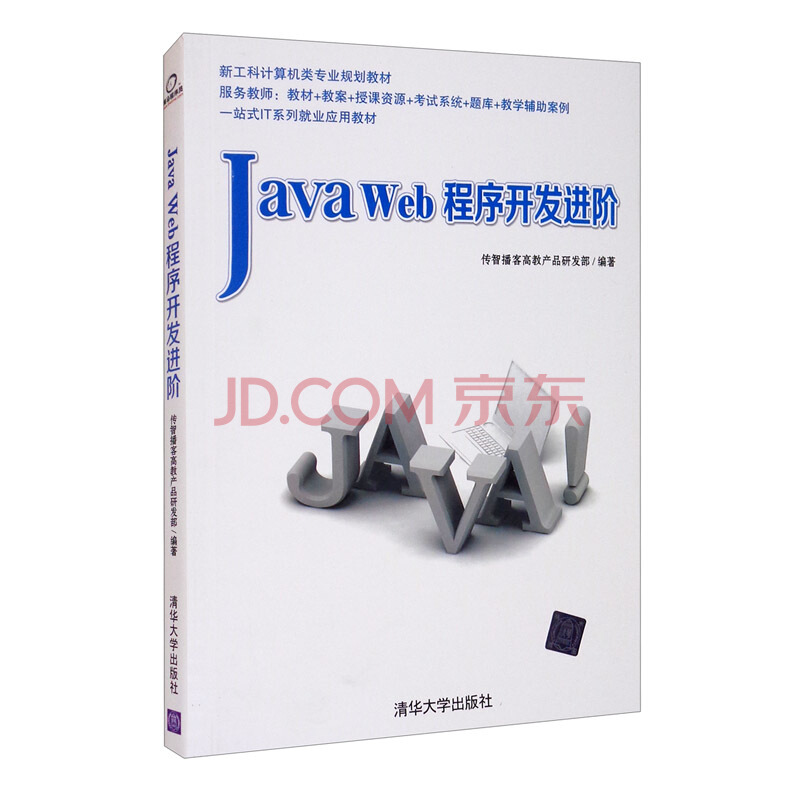 新工科计算机类专业规划教材
服务教师：教材+教案+授课资源+考试系统+题库+教学辅助案例
一站式IT系列就业应用教材
Java Web 程序开发进阶
传智播客高教产品研发部/编著
JD.COM 京东
JAVA!
清华大学出版社
Java Web 程序开发进阶
传智播客高教产品研发部/编著
清华大学出版社